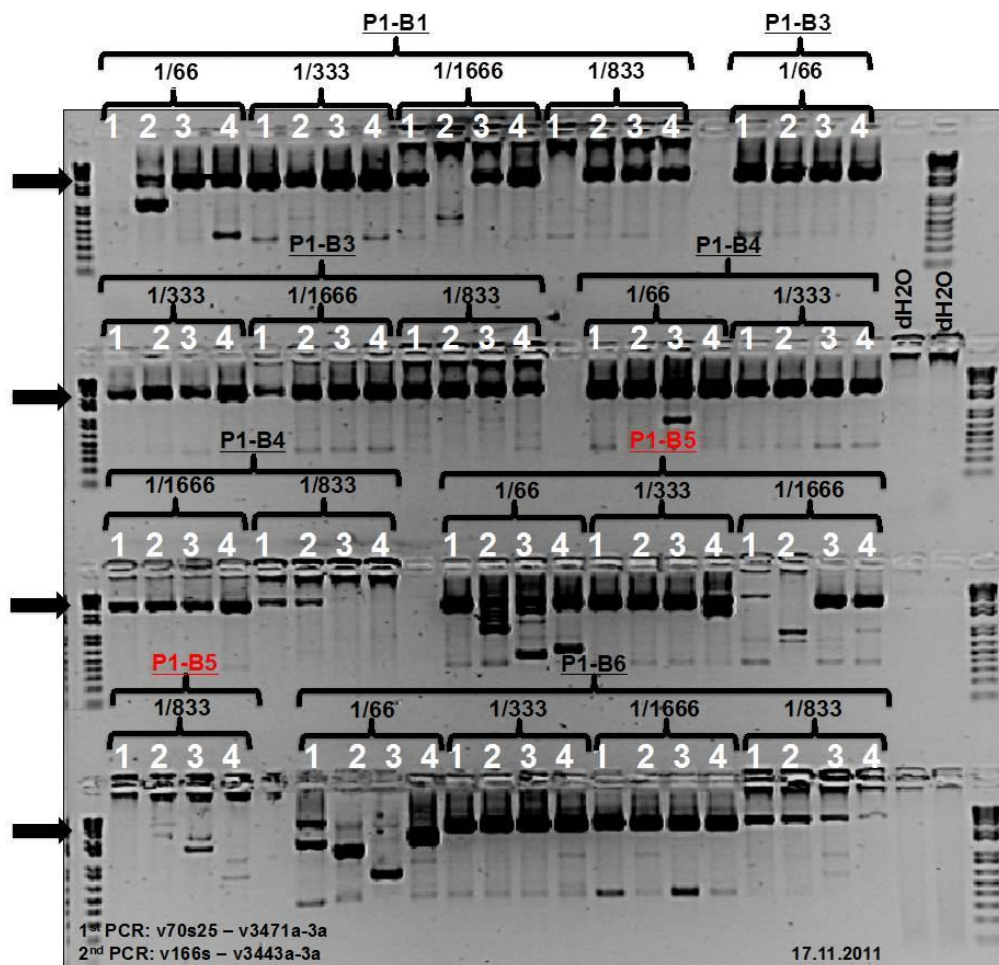 P1-B1 P1-B3
1/66 1/333 1/1666 1/833 1/66
1 2 3 4 1 2 3 4 1 2 3 4 1 2 3 4 1 2 3 4
P1-B3 P1-B4
1/333 1/1666 1/833 1/66 1/333 dH2O dH2O
1 2 3 4 1 2 3 4 1 2 3 4 1 2 3 4 1 2 3 4
P1-B4 P1-B5
1/1666 1/833 1/66 1/333 1/1666
1 2 3 4 1 2 3 4 1 2 3 4 1 2 3 4 1 2 3 4
P1-B5 P1-B6
1/833 1/66 1/333 1/1666 1/833
1 2 3 4 1 2 3 4 1 2 3 4 1 2 3 4 1 2 3 4
1st PCR: v70s25 – v3471a-3a
2nd PCR: v166s – v3443a-3a 17.11.2011